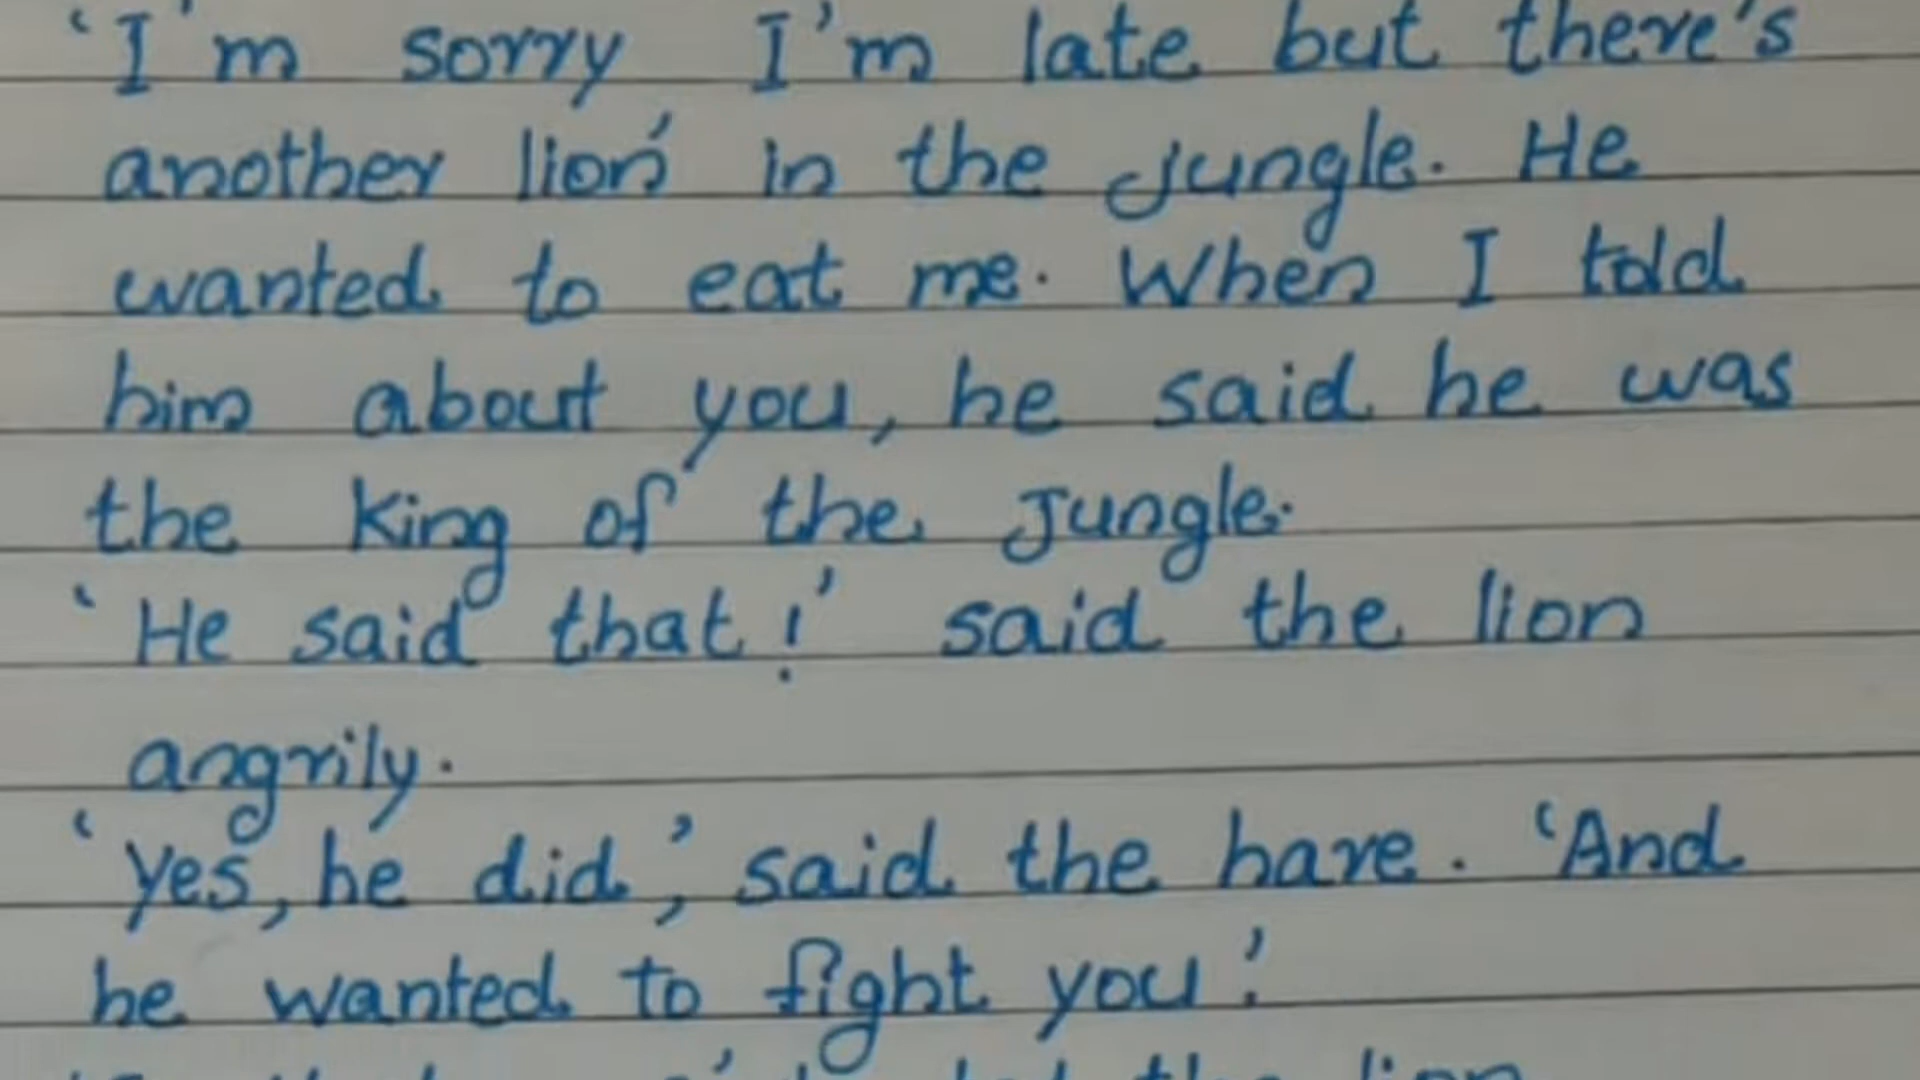 ‘I'm sorry I'm late but there's
another lion in the jungle. He
wanted to eat me. When I told
him about you, he said he was
the king of the Jungle.
‘He said that!’ said the lion
angrily.
‘Yes, he did,’ said the hare. ‘And
he wanted to fight you.’
the lion